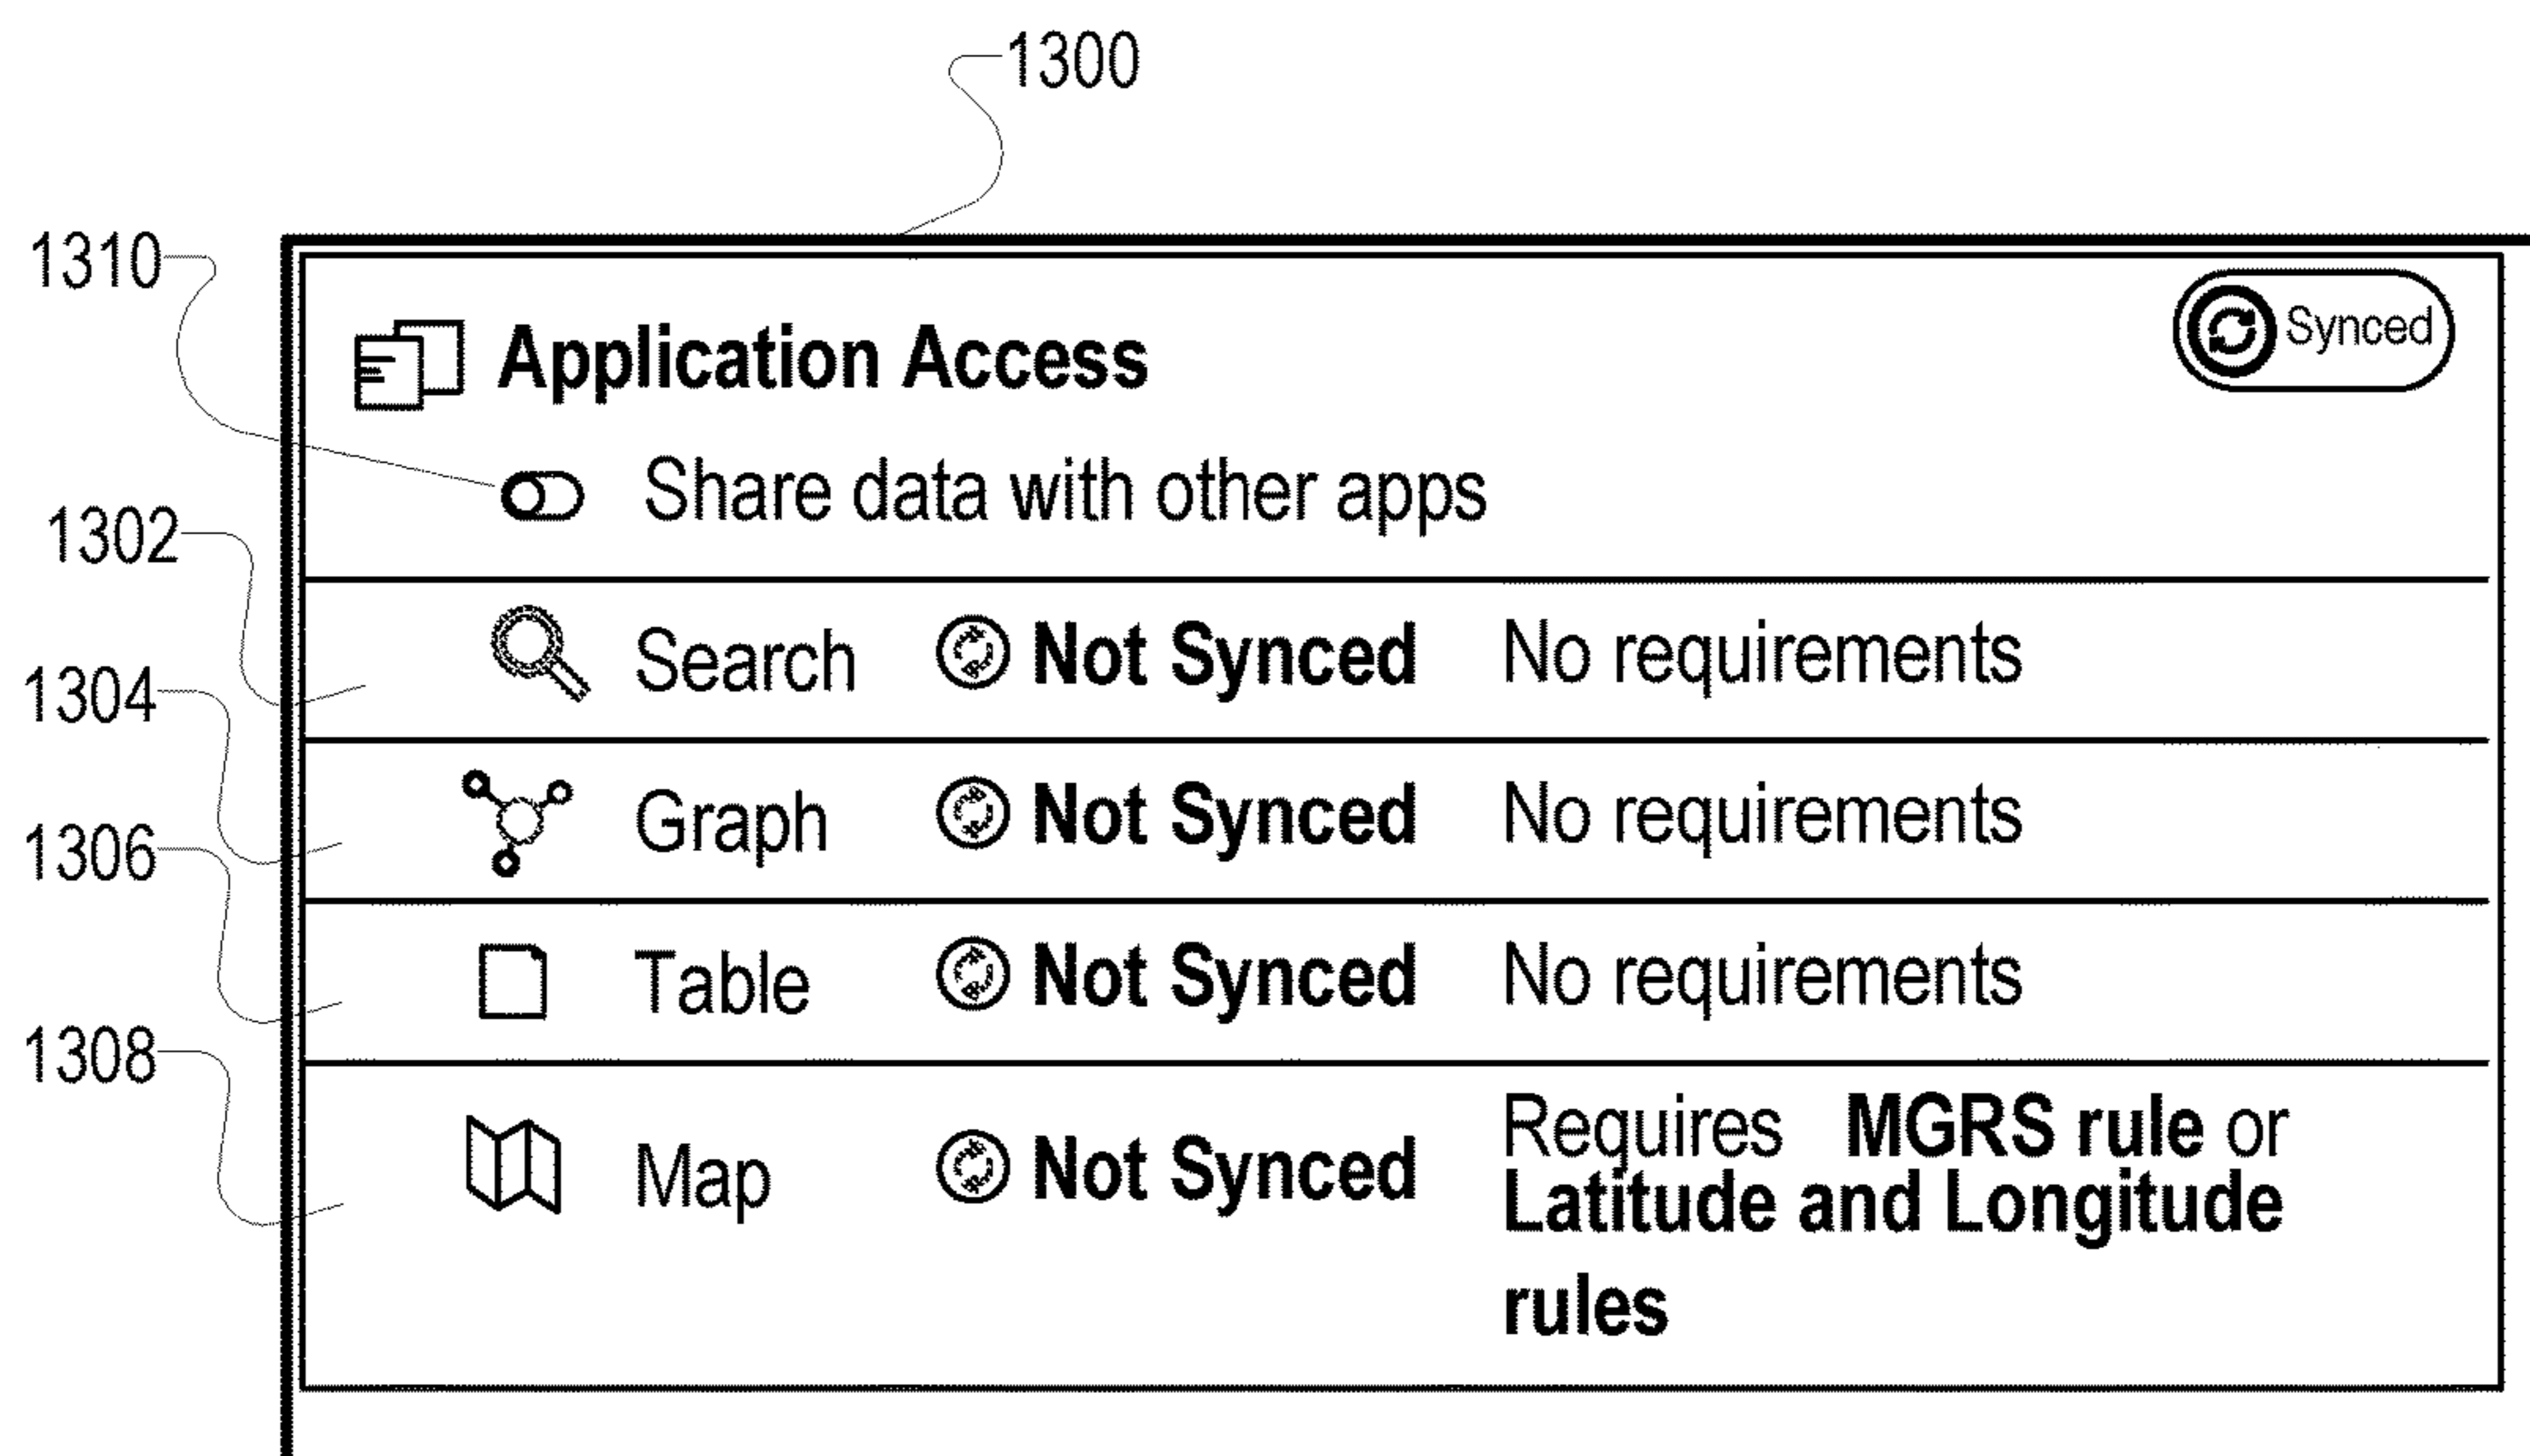 1300
1310
Application Access
Synced
Share data with other apps
1302
Search Not Synced No requirements
1304
Graph Not Synced No requirements
1306
Table Not Synced No requirements
1308
Map Not Synced Requires MGRS rule or
Latitude and Longitude
rules